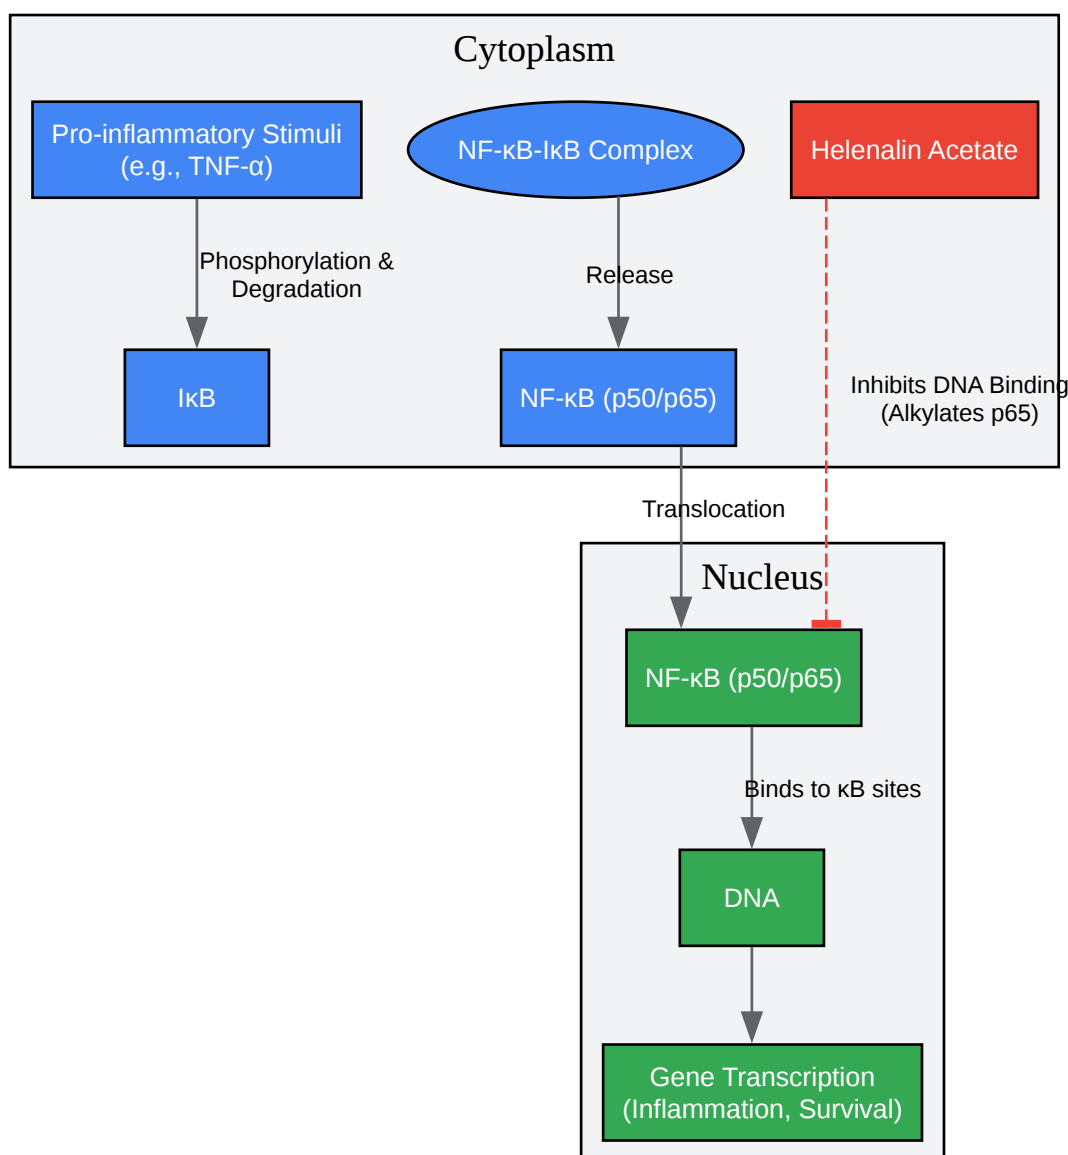 Cytoplasm
Pro-inflammatory Stimuli
(e.g., TNF-α)
NF-κB-IκB Complex
Helenalin Acetate
Phosphorylation &
Degradation
Release
IκB
NF-κB (p50/p65)
Inhibits DNA Binding
(Alkylates p65)
Translocation
Nucleus
NF-κB (p50/p65)
Binds to κB sites
DNA
Gene Transcription
(Inflammation, Survival)